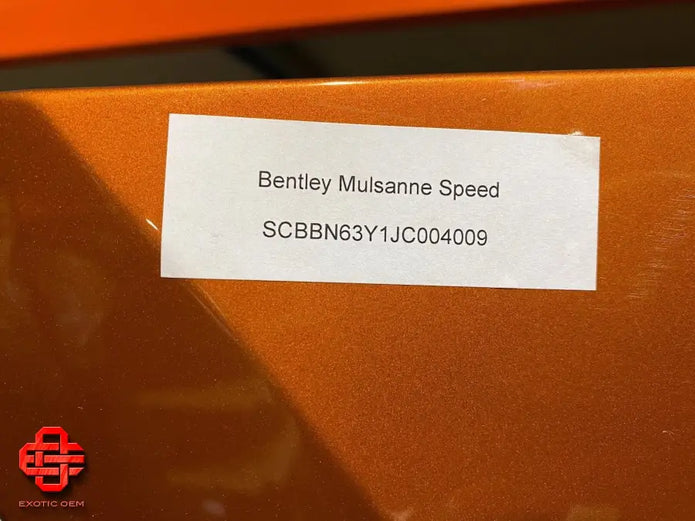 Bentley Mulsanne Speed
SCBBN63Y1JC004009
EXOTIC OEM